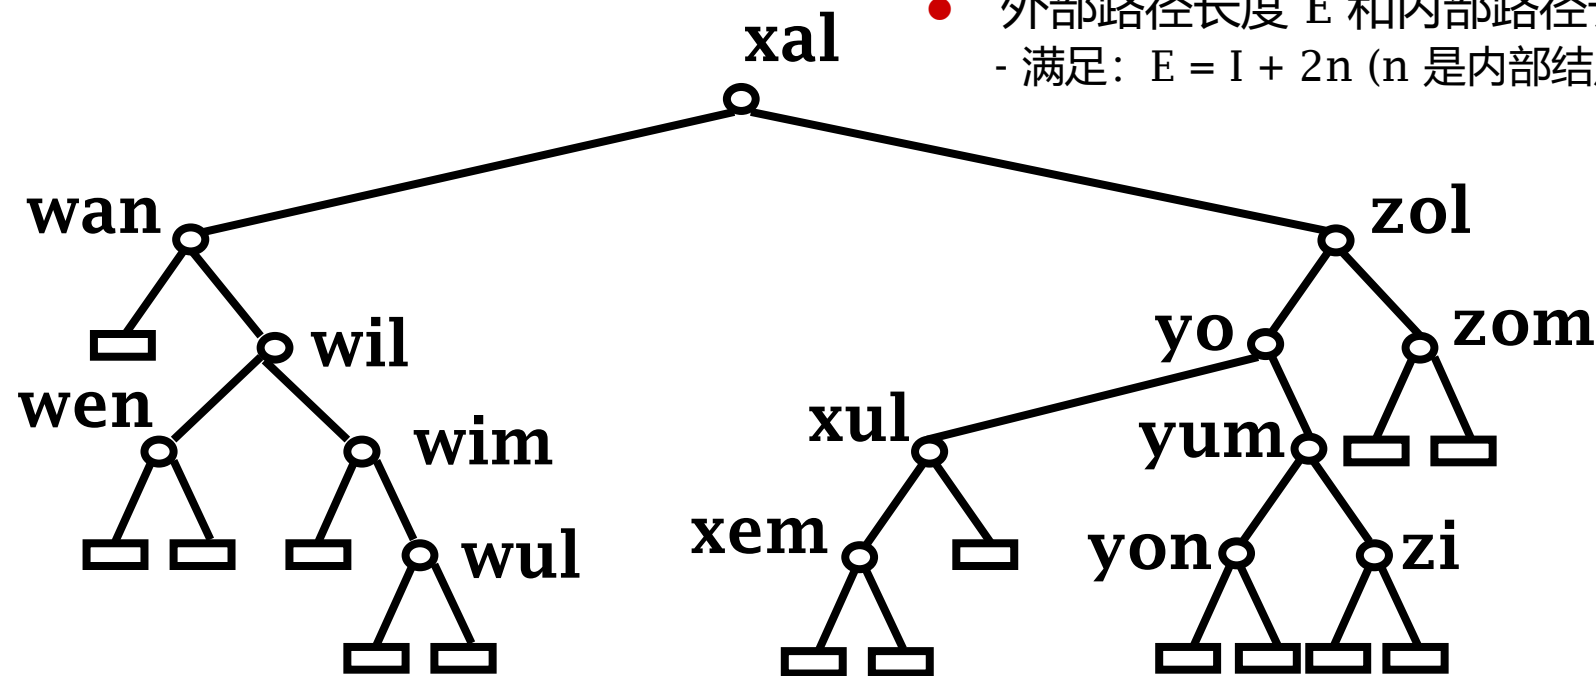 外部路径长度 E 和内部路径
- 满足：E = I + 2n (n 是内部结
xal
wan
zol
wil
yo
zom
wen
wim
xul
yum
wul
xem
yon
zi